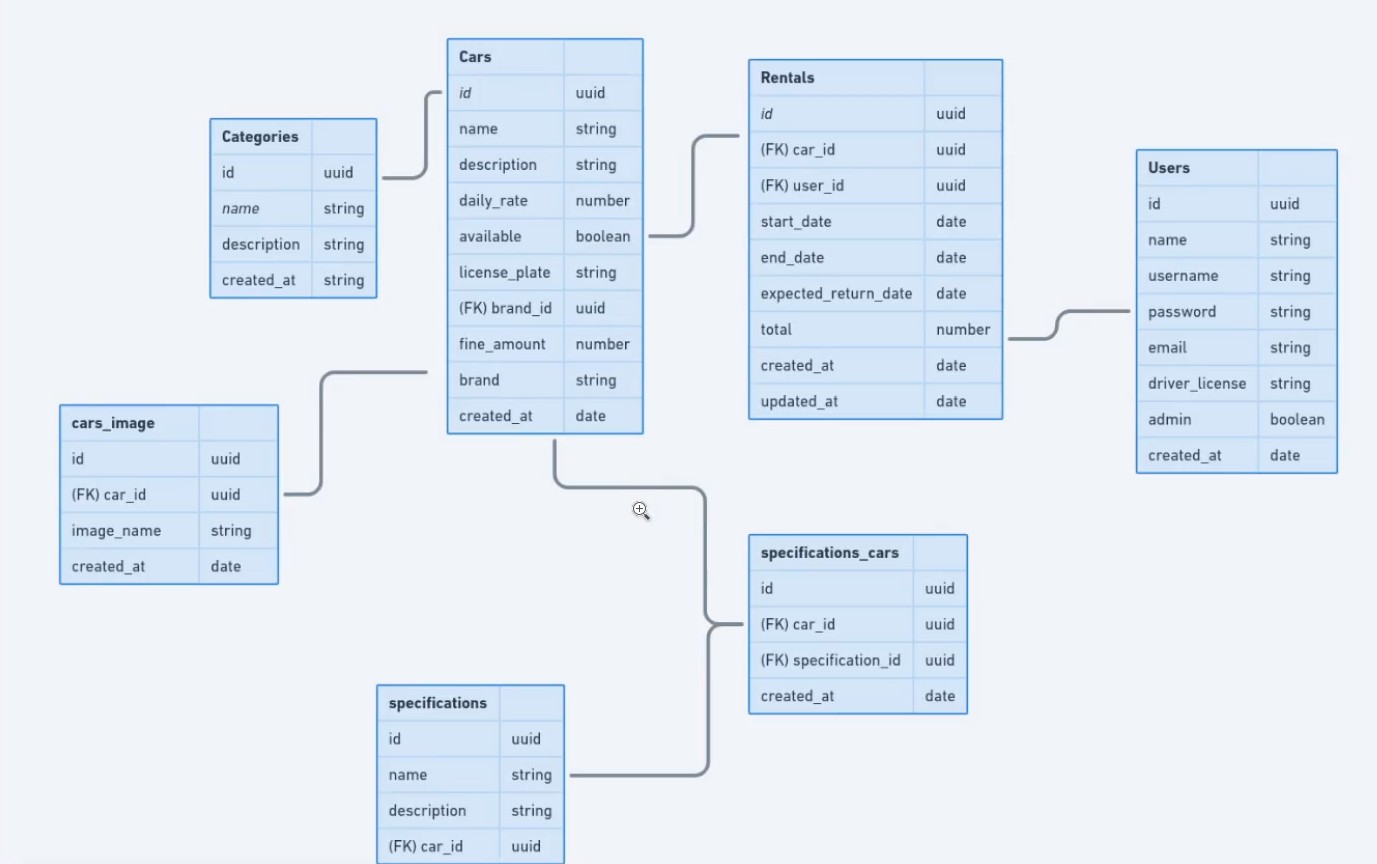 Categories
id uuid
name string
description string
created_at string
Cars
id uuid
name string
description string
daily_rate number
available boolean
license_plate string
(FK) brand_id uuid
fine_amount number
brand string
created_at date
Rentals
id uuid
(FK) car_id uuid
(FK) user_id uuid
start_date date
end_date date
expected_return_date date
total number
created_at date
updated_at date
Users
id uuid
name string
username string
password string
email string
driver_license string
admin boolean
created_at date
cars_image
id uuid
(FK) car_id uuid
image_name string
created_at date
specifications_cars
id uuid
(FK) car_id uuid
(FK) specification_id uuid
created_at date
specifications
id uuid
name string
description string
(FK) car_id uuid